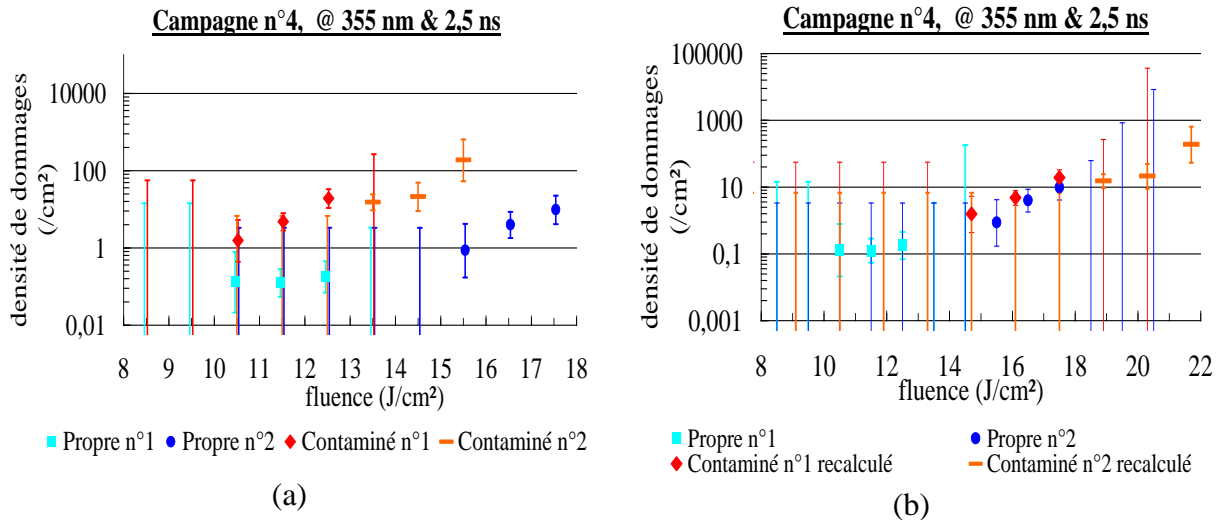 Campagne n°4, @ 355 nm & 2,5 ns
densité de dommages
(/cm²)
10000
100
1
0,01
8 9 10 11 12 13 14 15 16 17 18
fluence (J/cm²)
Propre n°1 Propre n°2 Contaminé n°1 Contaminé n°2
(a)
Campagne n°4, @ 355 nm & 2,5 ns
densité de dommages
(/cm²)
100000
1000
10
0,1
0,001
8 10 12 14 16 18 20 22
fluence (J/cm²)
Propre n°1 Propre n°2
Contaminé n°1 recalculé Contaminé n°2 recalculé
(b)